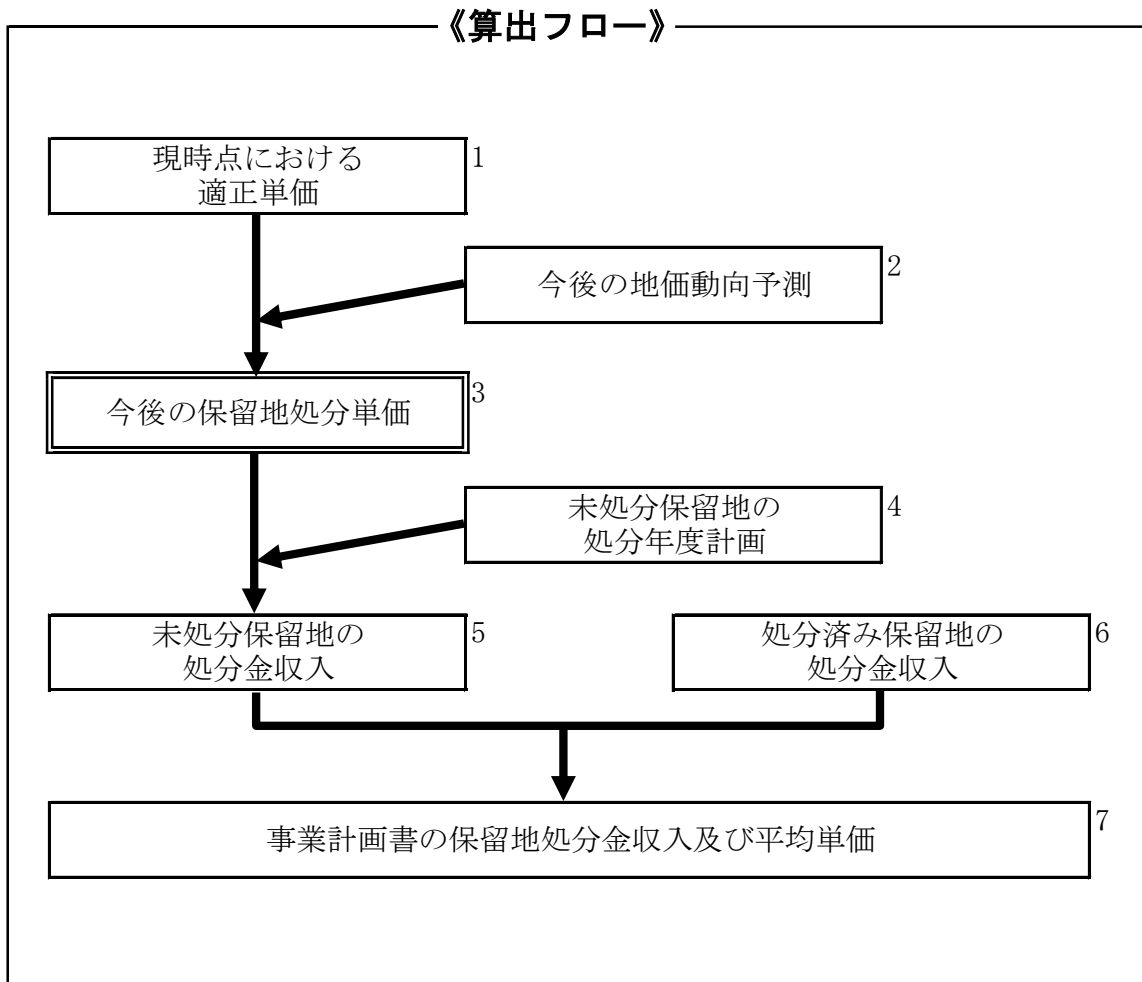 《算出フロー》
現時点における
適正単価
1
今後の地価動向予測
2
今後の保留地処分単価
3
未処分保留地の
処分年度計画
4
未処分保留地の
処分金収入
5
処分済み保留地の
処分金収入
6
事業計画書の保留地処分金収入及び平均単価
7